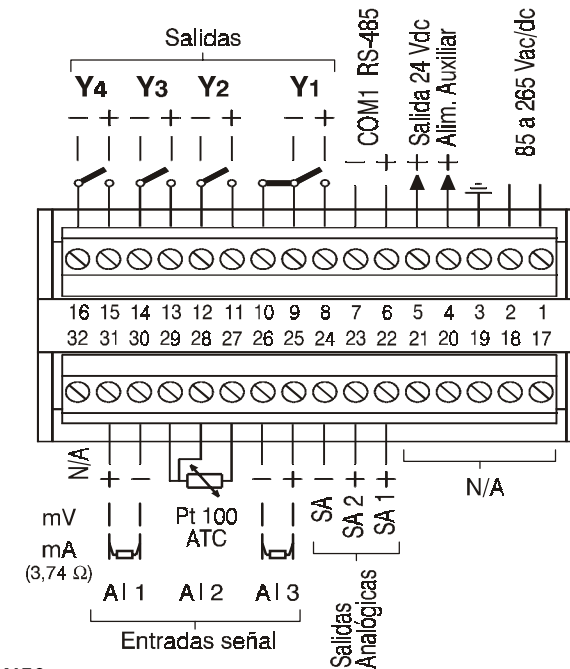 Salidas
Y4 Y3 Y2 Y1
− + − + − + − +
COM1 RS-485
− +
Salida 24 Vdc
+
Alim. Auxiliar
−
85 a 265 Vac/dc
16 15 14 13 12 11 10 9 8 7 6 5 4 3 2 1
32 31 30 29 28 27 26 25 24 23 22 21 20 19 18 17
N/A
+ − − + − + +
SA
SA 2
SA 1
N/A
mV
mA
(3,74 Ω)
Pt 100
ATC
AI 1 AI 2 AI 3
Entradas señal
Salidas
Analógicas